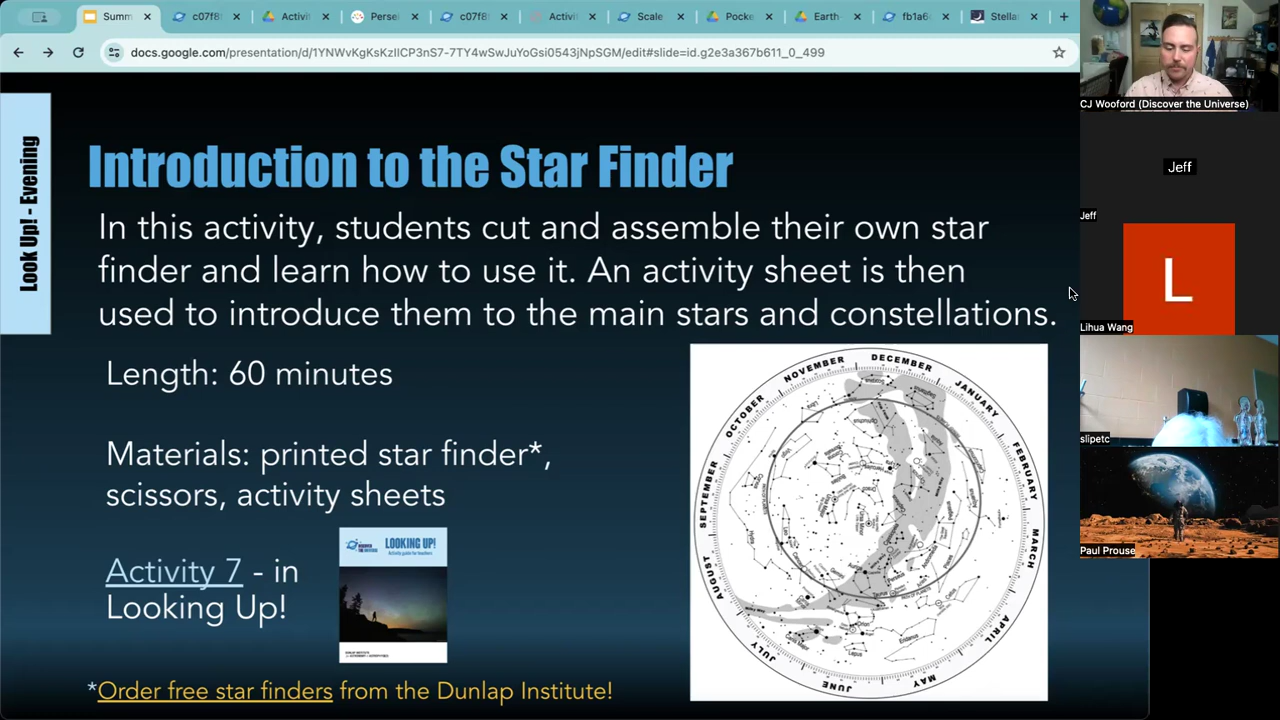 Summ
c07f8
Activi
Persei
c07f8
Activit
Scale
Pocke
Earth-
fb1a6
Stella
docs.google.com/presentation/d/1YNWvKgKsKzIlCP3nS7-7TY4wSwJuYoGsi0543jNpSGM/edit#slide=id.g2e3a367b611_0_499
Look Up! - Evening
Introduction to the Star Finder
In this activity, students cut and assemble their own star
finder and learn how to use it. An activity sheet is then
used to introduce them to the main stars and constellations.
Length: 60 minutes
Materials: printed star finder*,
scissors, activity sheets
Activity 7 - in
Looking Up!
LOOKING UP!
*Order free star finders from the Dunlap Institute!
NOVEMBER
DECEMBER
JANUARY
FEBRUARY
MARCH
APRIL
MAY
JUNE
JULY
AUGUST
SEPTEMBER
OCTOBER
CJ Wooford (Discover the Universe)
Jeff
Jeff
L
Lihua Wang
slipetc
Paul Prouse